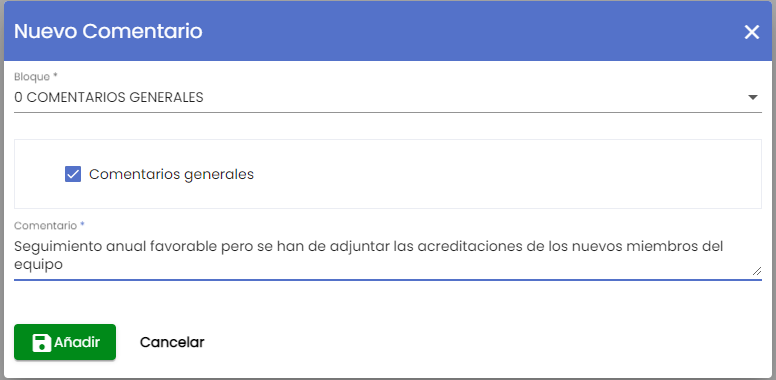 Nuevo Comentario
Bloque *
0 COMENTARIOS GENERALES
Comentarios generales
Comentario *
Seguimiento anual favorable pero se han de adjuntar las acreditaciones de los nuevos miembros del
equipo
Añadir
Cancelar